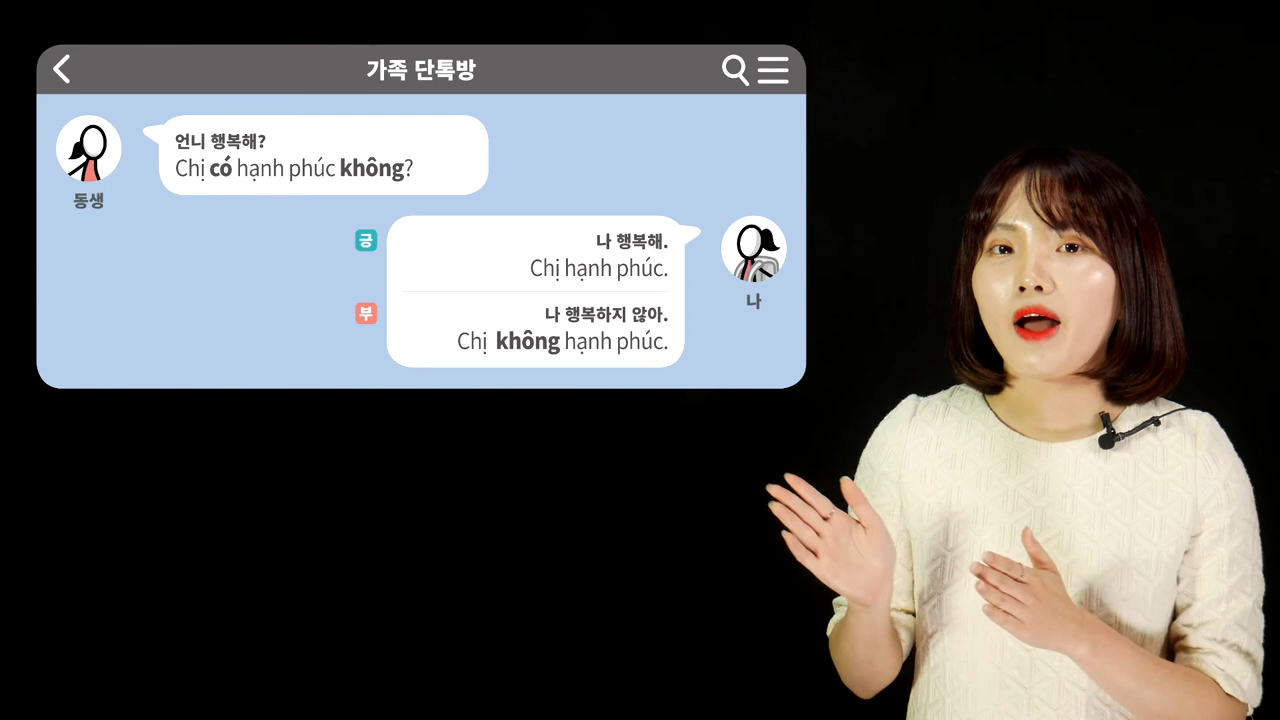 가족 단톡방
언니 행복해?
Chị có hạnh phúc không?
동생
긍
나 행복해.
Chị hạnh phúc.
부
나 행복하지 않아.
Chị không hạnh phúc.
나